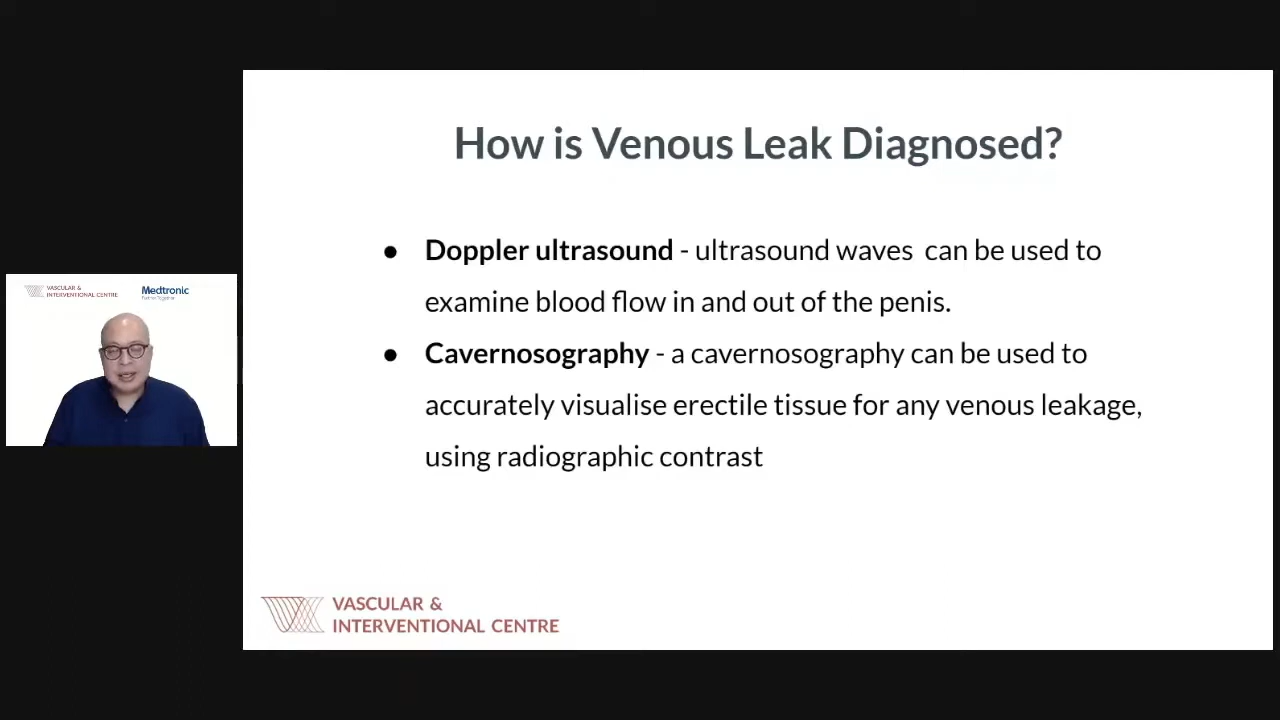 How is Venous Leak Diagnosed?
● Doppler ultrasound - ultrasound waves  can be used to
examine blood flow in and out of the penis.
● Cavernosography - a cavernosography can be used to
accurately visualise erectile tissue for any venous leakage,
using radiographic contrast
VASCULAR &
INTERVENTIONAL CENTRE
Medtronic
VASCULAR &
INTERVENTIONAL CENTRE